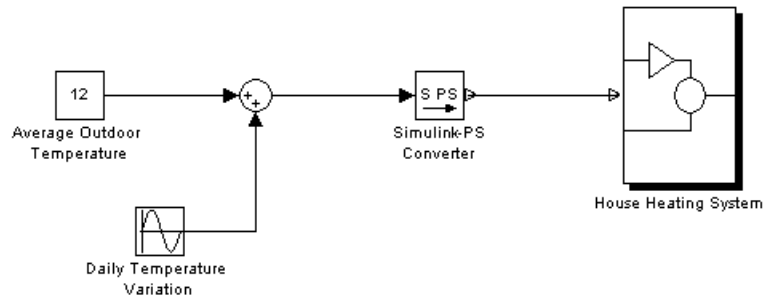 12
Average Outdoor
Temperature
+
+
S PS
Simulink-PS
Converter
House Heating System
Daily Temperature
Variation